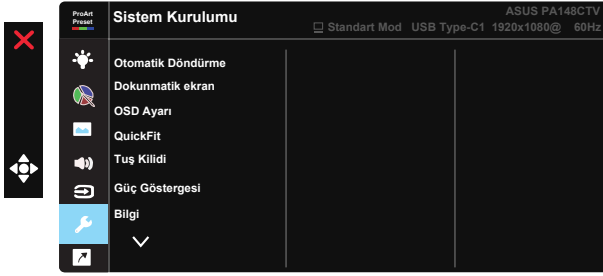 ProArt
Preset
Sistem Kurulumu
ASUS PA148CTV
Standart Mod USB Type-C1 1920x1080@ 60Hz
Otomatik Döndürme
Dokunmatik ekran
OSD Ayarı
QuickFit
Tuş Kilidi
Güç Göstergesi
Bilgi